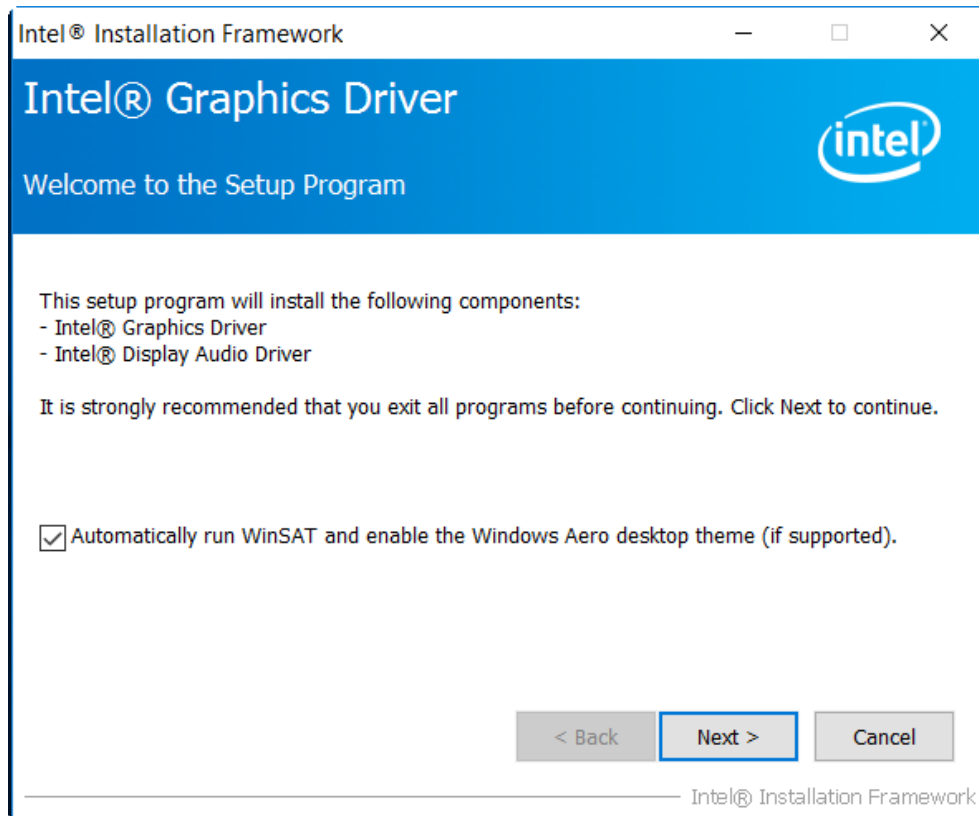 Intel® Installation Framework
Intel® Graphics Driver
intel
Welcome to the Setup Program
This setup program will install the following components:
- Intel® Graphics Driver
- Intel® Display Audio Driver
It is strongly recommended that you exit all programs before continuing. Click Next to continue.
Automatically run WinSAT and enable the Windows Aero desktop theme (if supported).
< Back Next > Cancel
Intel® Installation Framework